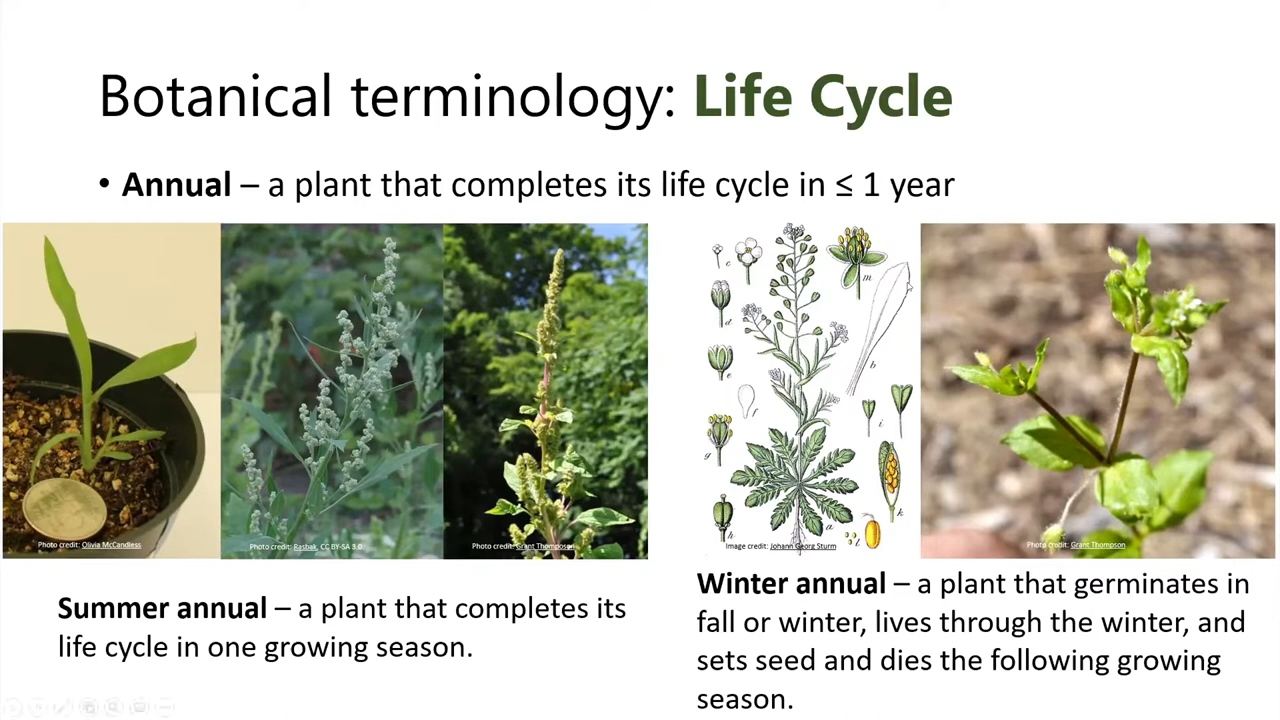 Botanical terminology: Life Cycle
• Annual – a plant that completes its life cycle in ≤ 1 year
Photo credit: Olivia McCandless
Photo credit: Rasbak, CC BY-SA 3.0
Photo credit: Grant Thompson
Image credit: Johann Georg Sturm
Photo credit: Grant Thompson
Summer annual – a plant that completes its
life cycle in one growing season.
Winter annual – a plant that germinates in
fall or winter, lives through the winter, and
sets seed and dies the following growing
season.